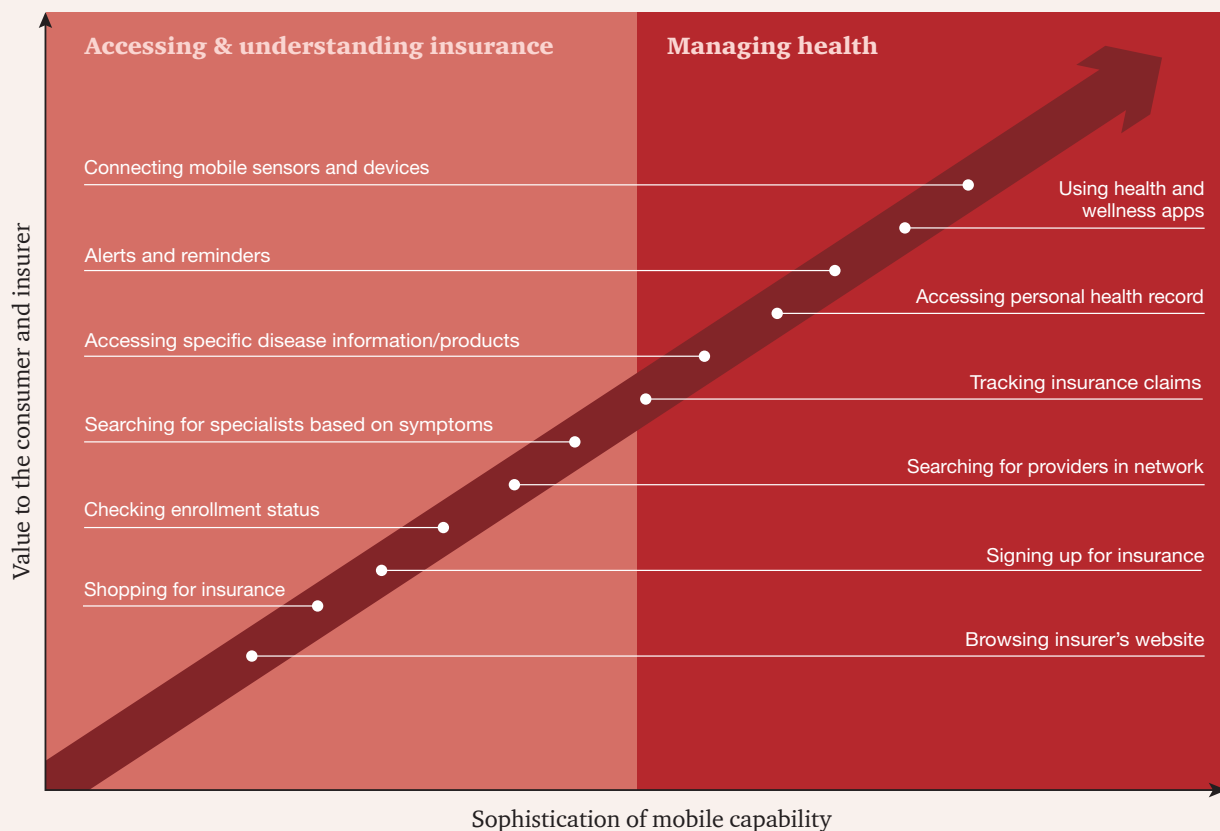 Accessing & understanding insurance
Managing health
Connecting mobile sensors and devices
Using health and
wellness apps
Alerts and reminders
Accessing personal health record
Accessing specific disease information/products
Tracking insurance claims
Searching for specialists based on symptoms
Searching for providers in network
Checking enrollment status
Signing up for insurance
Shopping for insurance
Browsing insurer’s website
Value to the consumer and insurer
Sophistication of mobile capability